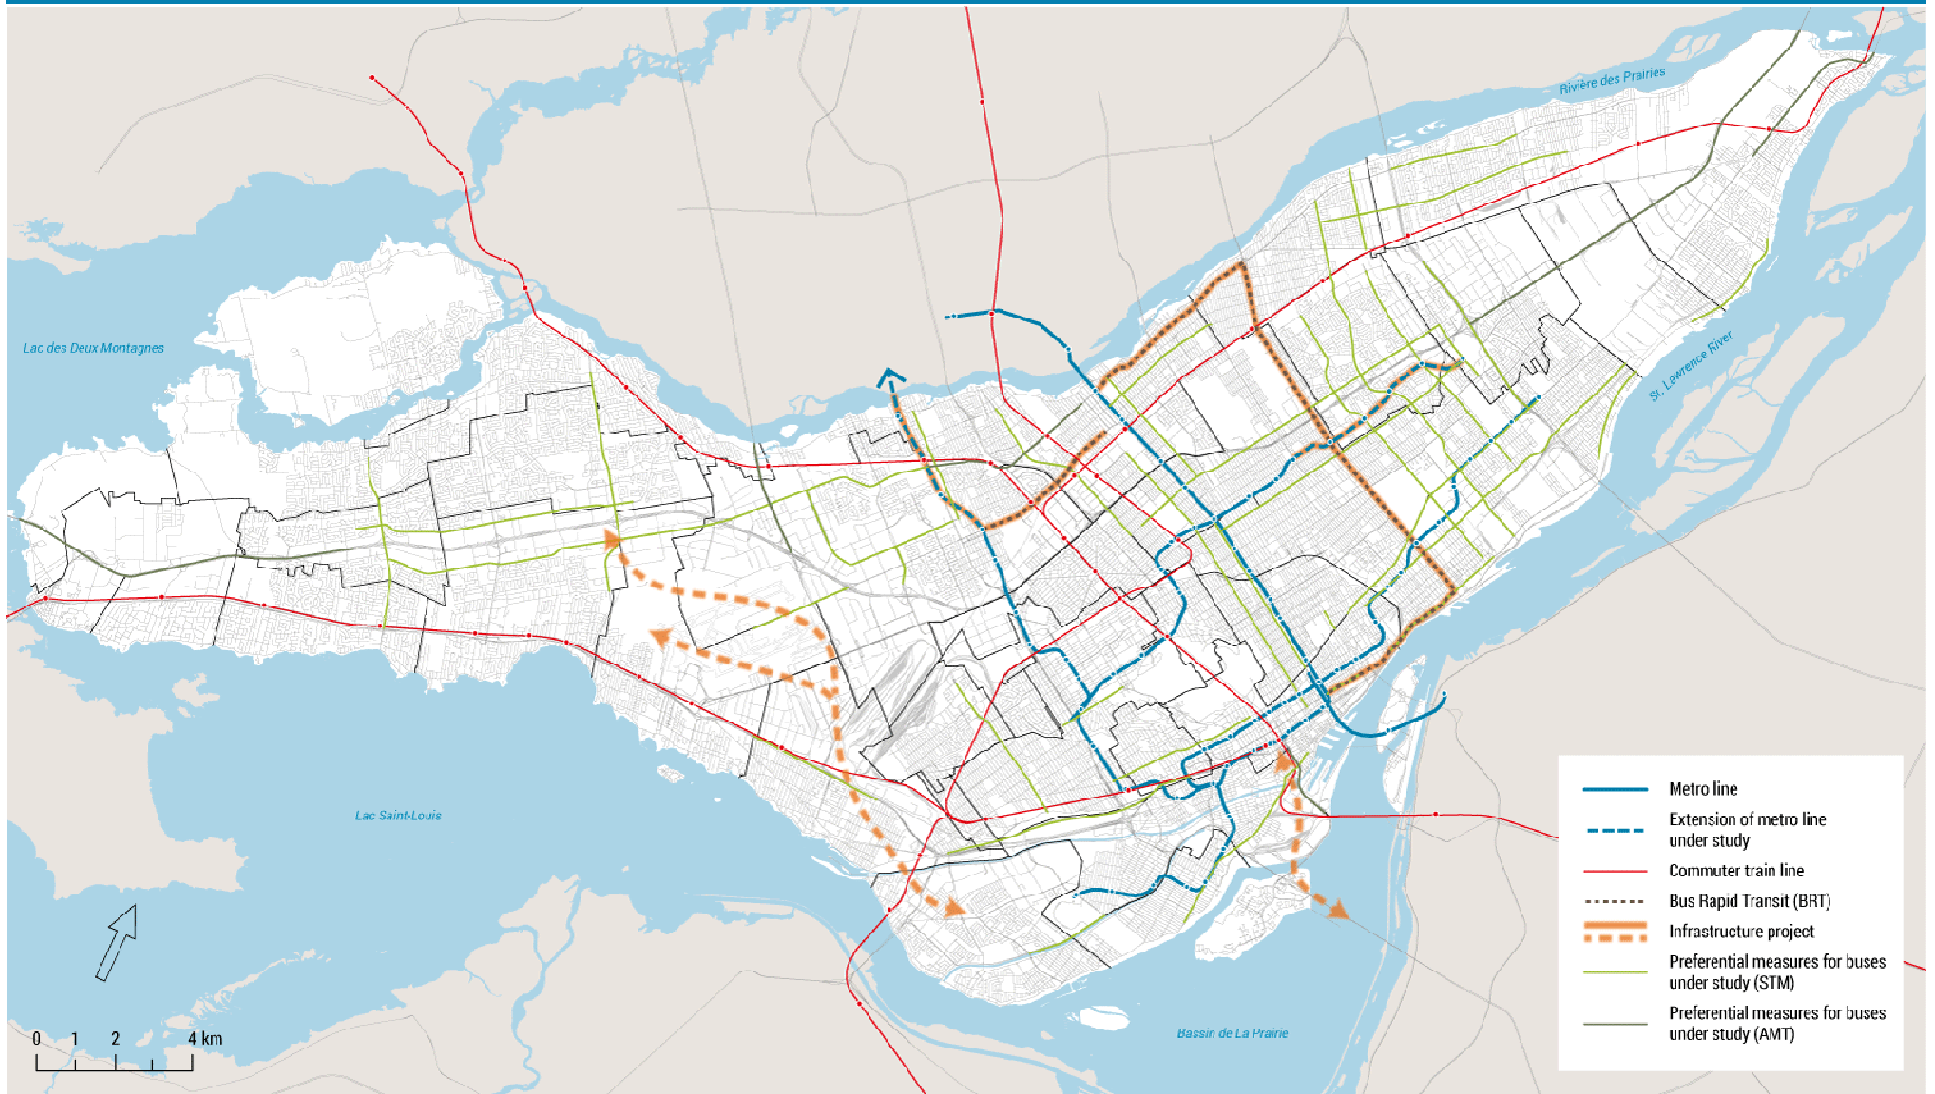 Rivière des Prairies
Lac des Deux Montagnes
St. Lawrence River
Lac Saint-Louis
Bassin de La Prairie
0 1 2 4 km
Metro line
Extension of metro line
under study
Commuter train line
Bus Rapid Transit (BRT)
Infrastructure project
Preferential measures for buses
under study (STM)
Preferential measures for buses
under study (AMT)